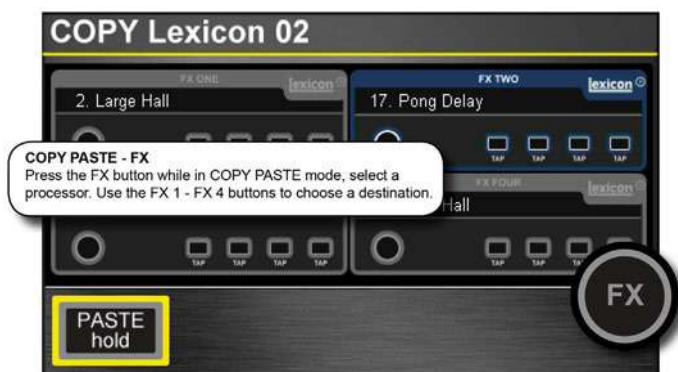 COPY Lexicon 02
FX ONE
lexicon
2. Large Hall
FX TWO
lexicon
17. Pong Delay
TAP TAP TAP TAP
COPY PASTE - FX
Press the FX button while in COPY PASTE mode, select a
processor. Use the FX 1 - FX 4 buttons to choose a destination.
FX FOUR
lexicon
Hall
TAP TAP TAP TAP
TAP TAP TAP
FX
PASTE
hold